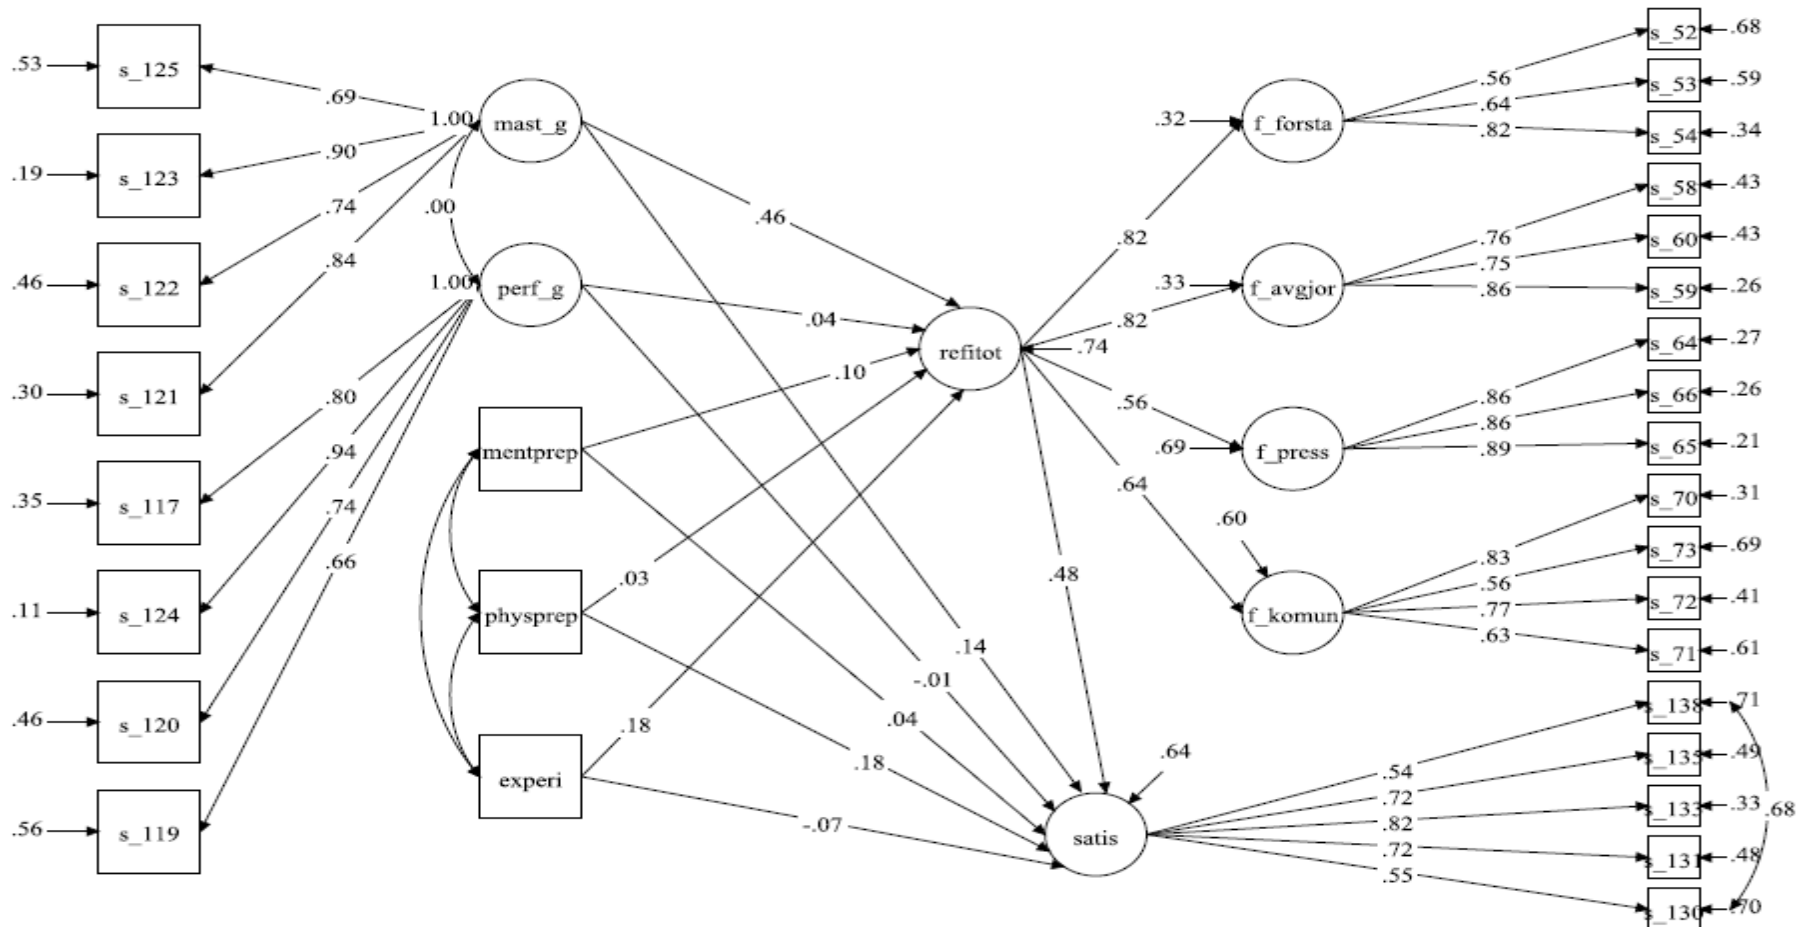 .53 s_125
.19 s_123
.46 s_122
.30 s_121
.35 s_117
.11 s_124
.46 s_120
.56 s_119
.69
.90
.74
.84
.80
.94
.74
.66
1.00 mast_g
.00
1.00 perf_g
mentprep
physprep
experi
.46
.04
.10
.03
.18
.14
-.01
.04
.18
-.07
refitot
.74
.82
.82
.56
.64
.48
.32 f_forsta
.33 f_avgjor
.69 f_press
.60
f_komun
.64
satis
.56 s_52 .68
.64 s_53 .59
.82 s_54 .34
.76 s_58 .43
.75 s_60 .43
.86 s_59 .26
.86 s_64 .27
.86 s_66 .26
.89 s_65 .21
.83 s_70 .31
.56 s_73 .69
.77 s_72 .41
.63 s_71 .61
.54 s_138 .71
.72 s_135 .49
.82 s_133 .33
.68
.72 s_131 .48
.55 s_130 .70